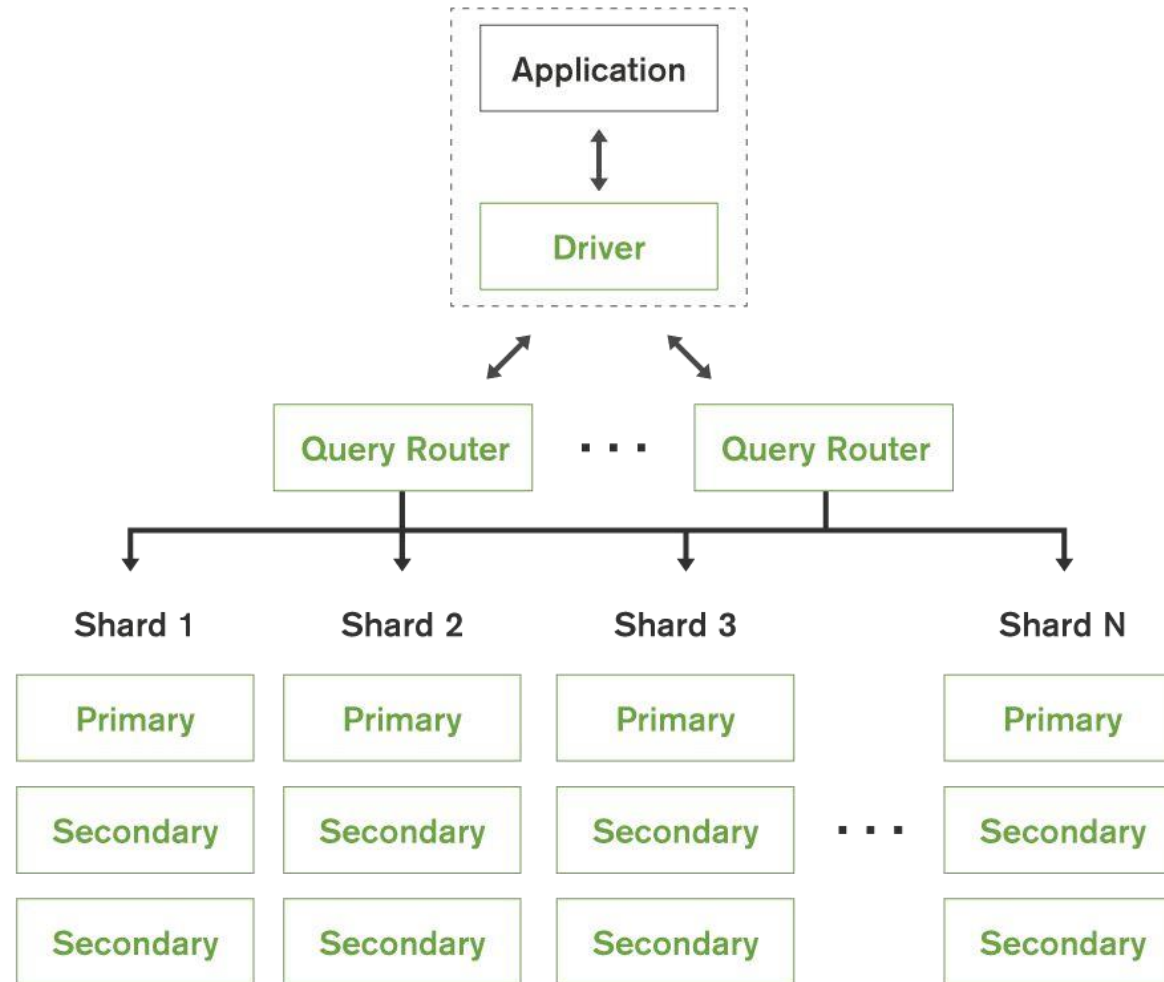 Application
Driver
Query Router ... Query Router
Shard 1 Shard 2 Shard 3 Shard N
Primary Primary Primary Primary
Secondary Secondary Secondary ... Secondary
Secondary Secondary Secondary Secondary